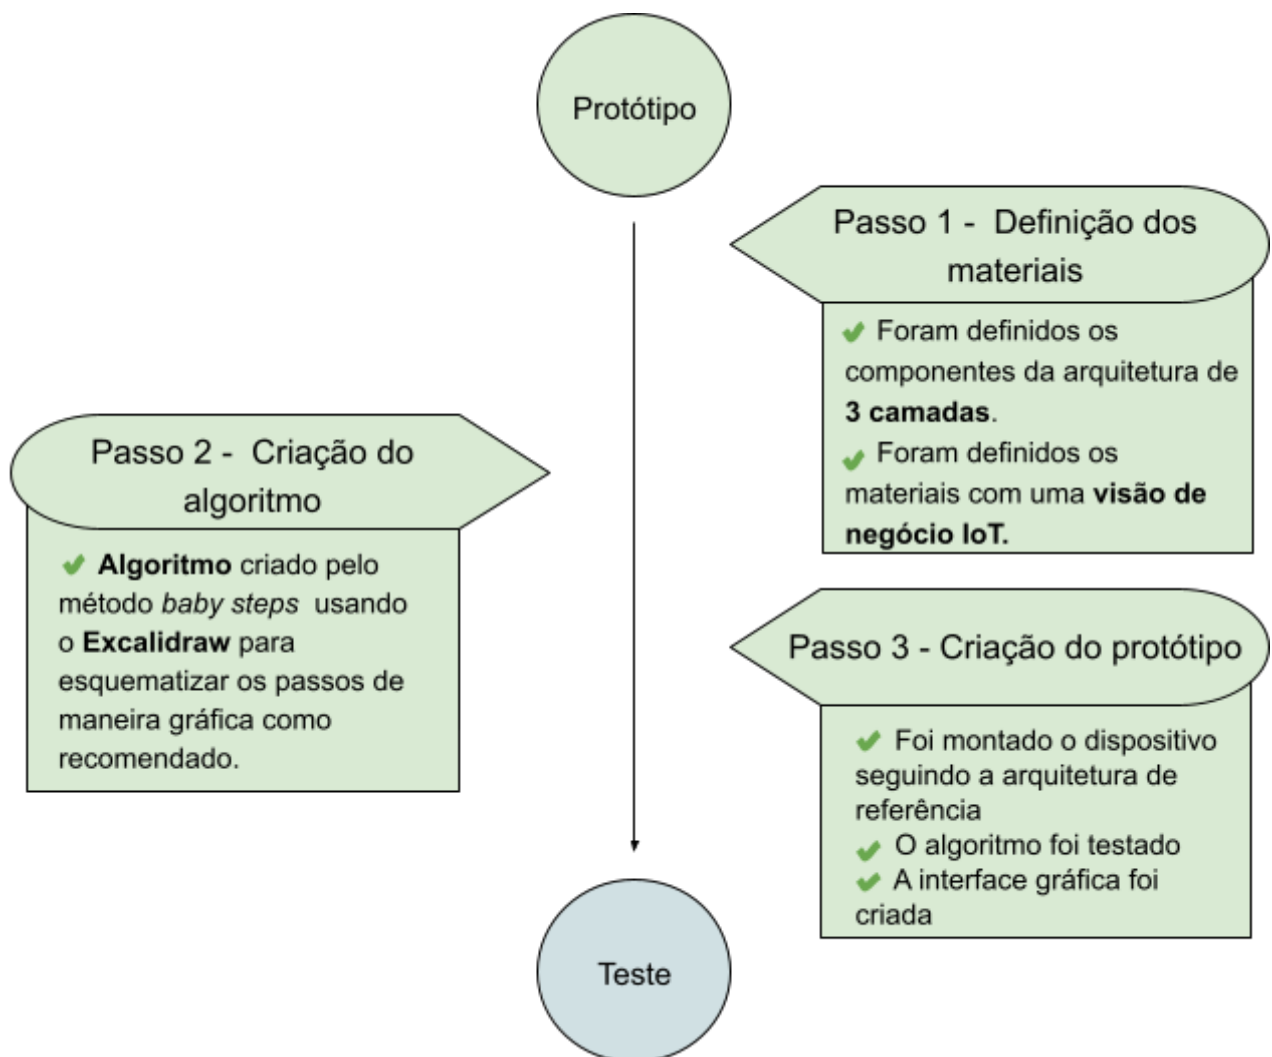 Protótipo
Passo 1 - Definição dos
materiais
✔ Foram definidos os
componentes da arquitetura de
3 camadas.
✔ Foram definidos os
materiais com uma visão de
negócio IoT.
Passo 2 - Criação do
algoritmo
✔ Algoritmo criado pelo
método baby steps usando
o Excalidraw para
esquematizar os passos de
maneira gráfica como
recomendado.
Passo 3 - Criação do protótipo
✔ Foi montado o dispositivo
seguindo a arquitetura de
referência
✔ O algoritmo foi testado
✔ A interface gráfica foi
criada
Teste